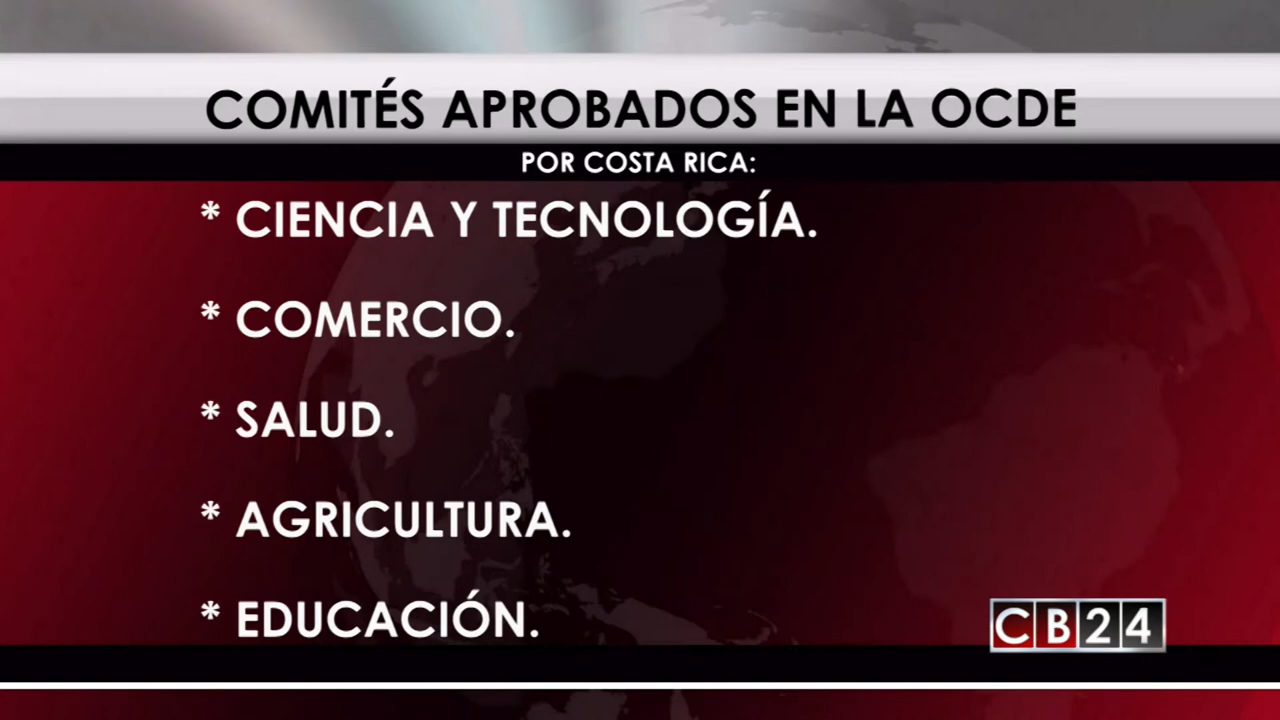 COMITÉS APROBADOS EN LA OCDE
POR COSTA RICA:
* CIENCIA Y TECNOLOGÍA.
* COMERCIO.
* SALUD.
* AGRICULTURA.
* EDUCACIÓN.
CB24